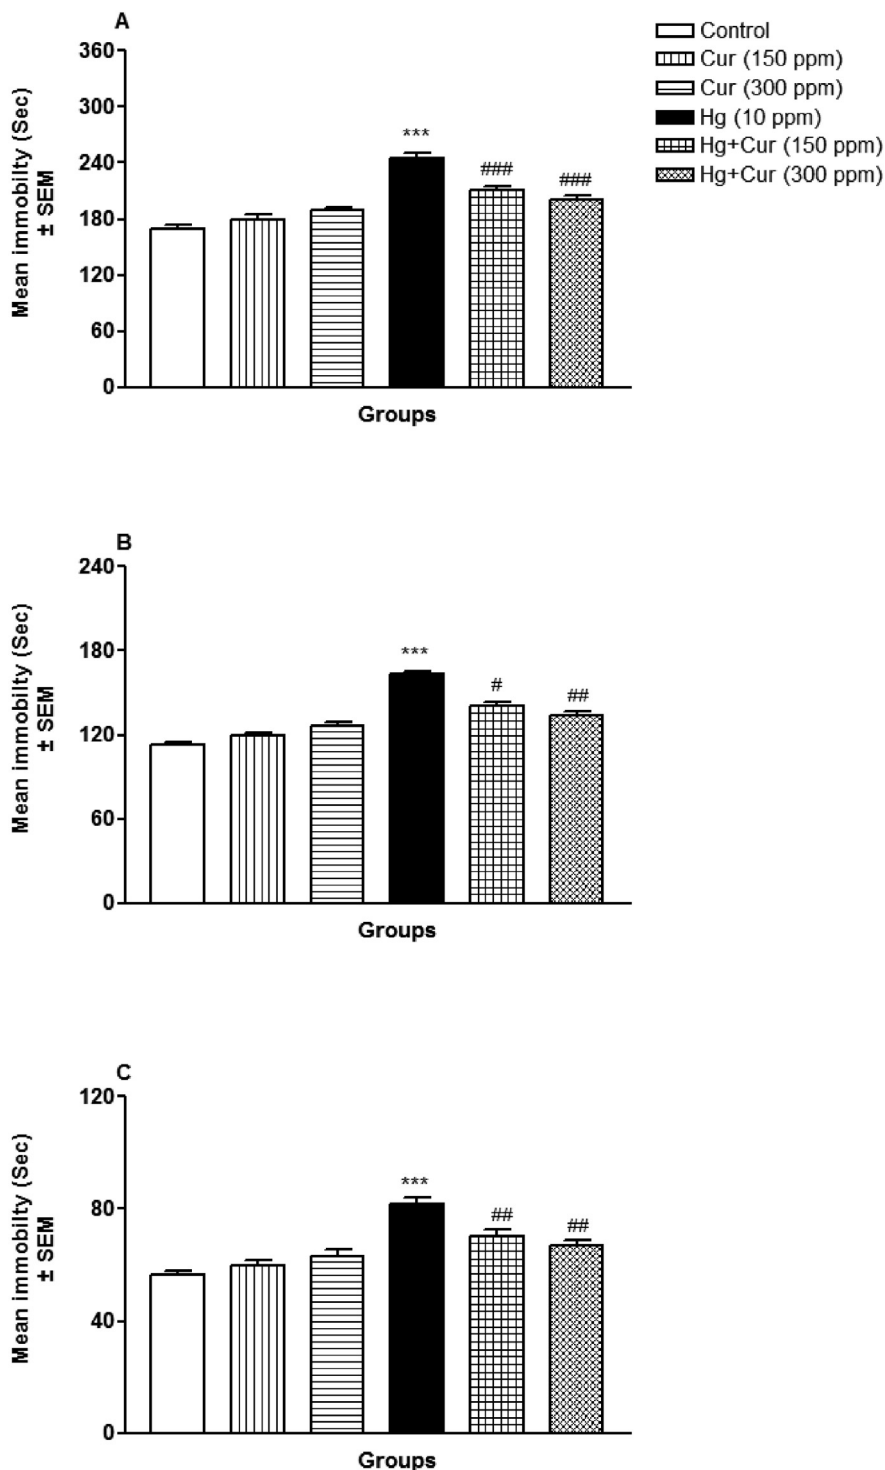 A
Control
Cur (150 ppm)
Cur (300 ppm)
Hg (10 ppm)
Hg+Cur (150 ppm)
Hg+Cur (300 ppm)
Mean immobilty (Sec)
± SEM
360
300
240
180
120
60
0
***
###
###
Groups
B
Mean immobilty (Sec)
± SEM
240
180
120
60
0
***
#
##
Groups
C
Mean immobilty (Sec)
± SEM
120
80
40
0
***
##
##
Groups